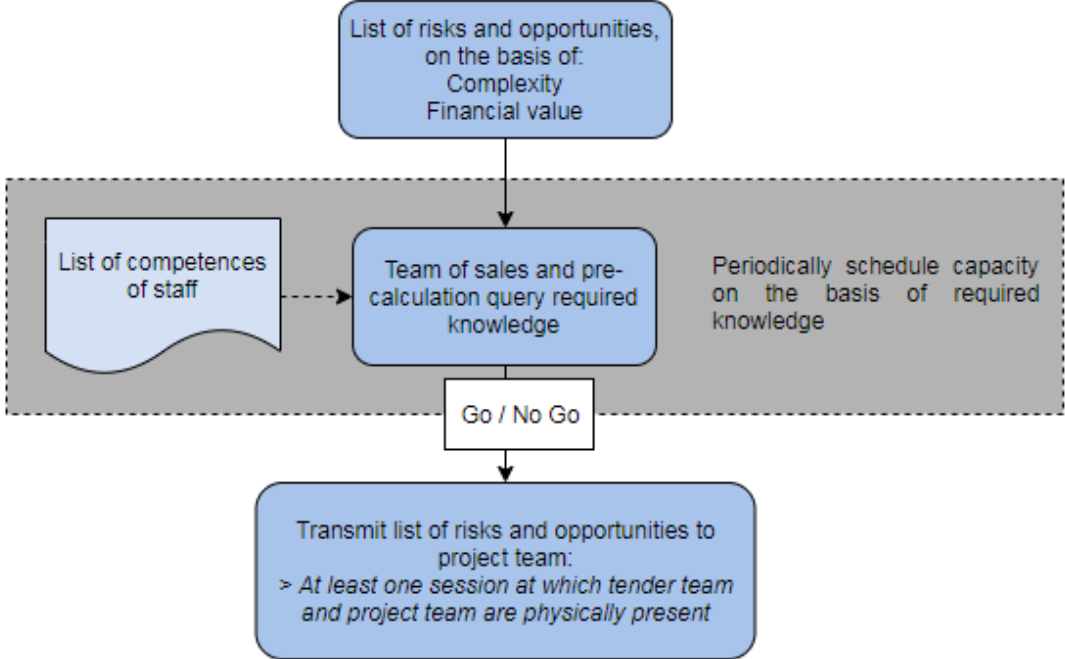 List of risks and opportunities,
on the basis of:
Complexity
Financial value
List of competences
of staff
Team of sales and pre-
calculation query required
knowledge
Periodically schedule capacity
on the basis of required
knowledge
Go / No Go
Transmit list of risks and opportunities to
project team:
> At least one session at which tender team
and project team are physically present